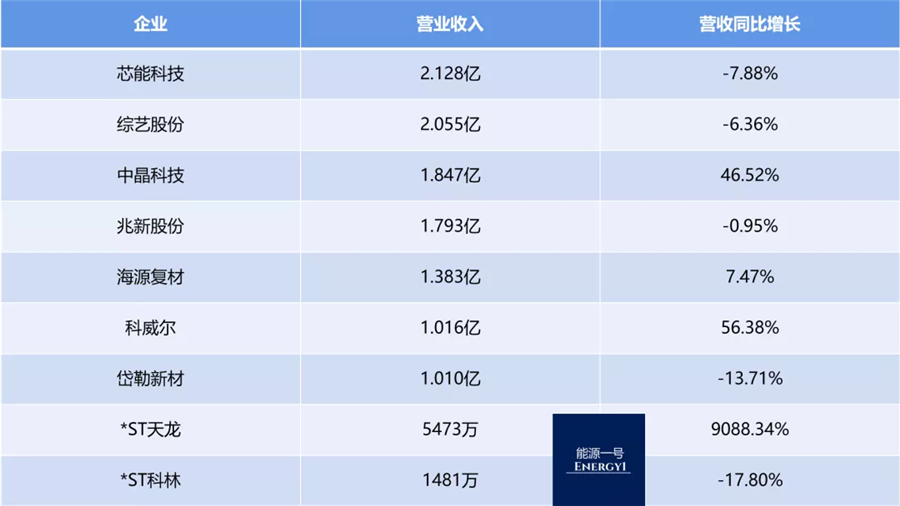 企业 营业收入 营收同比增长
芯能科技 2.128亿 -7.88%
综艺股份 2.055亿 -6.36%
中晶科技 1.847亿 46.52%
兆新股份 1.793亿 -0.95%
海源复材 1.383亿 7.47%
科威尔 1.016亿 56.38%
岱勒新材 1.010亿 -13.71%
*ST天龙 5473万 9088.34%
*ST科林 1481万 -17.80%
能源一号
ENERGY1